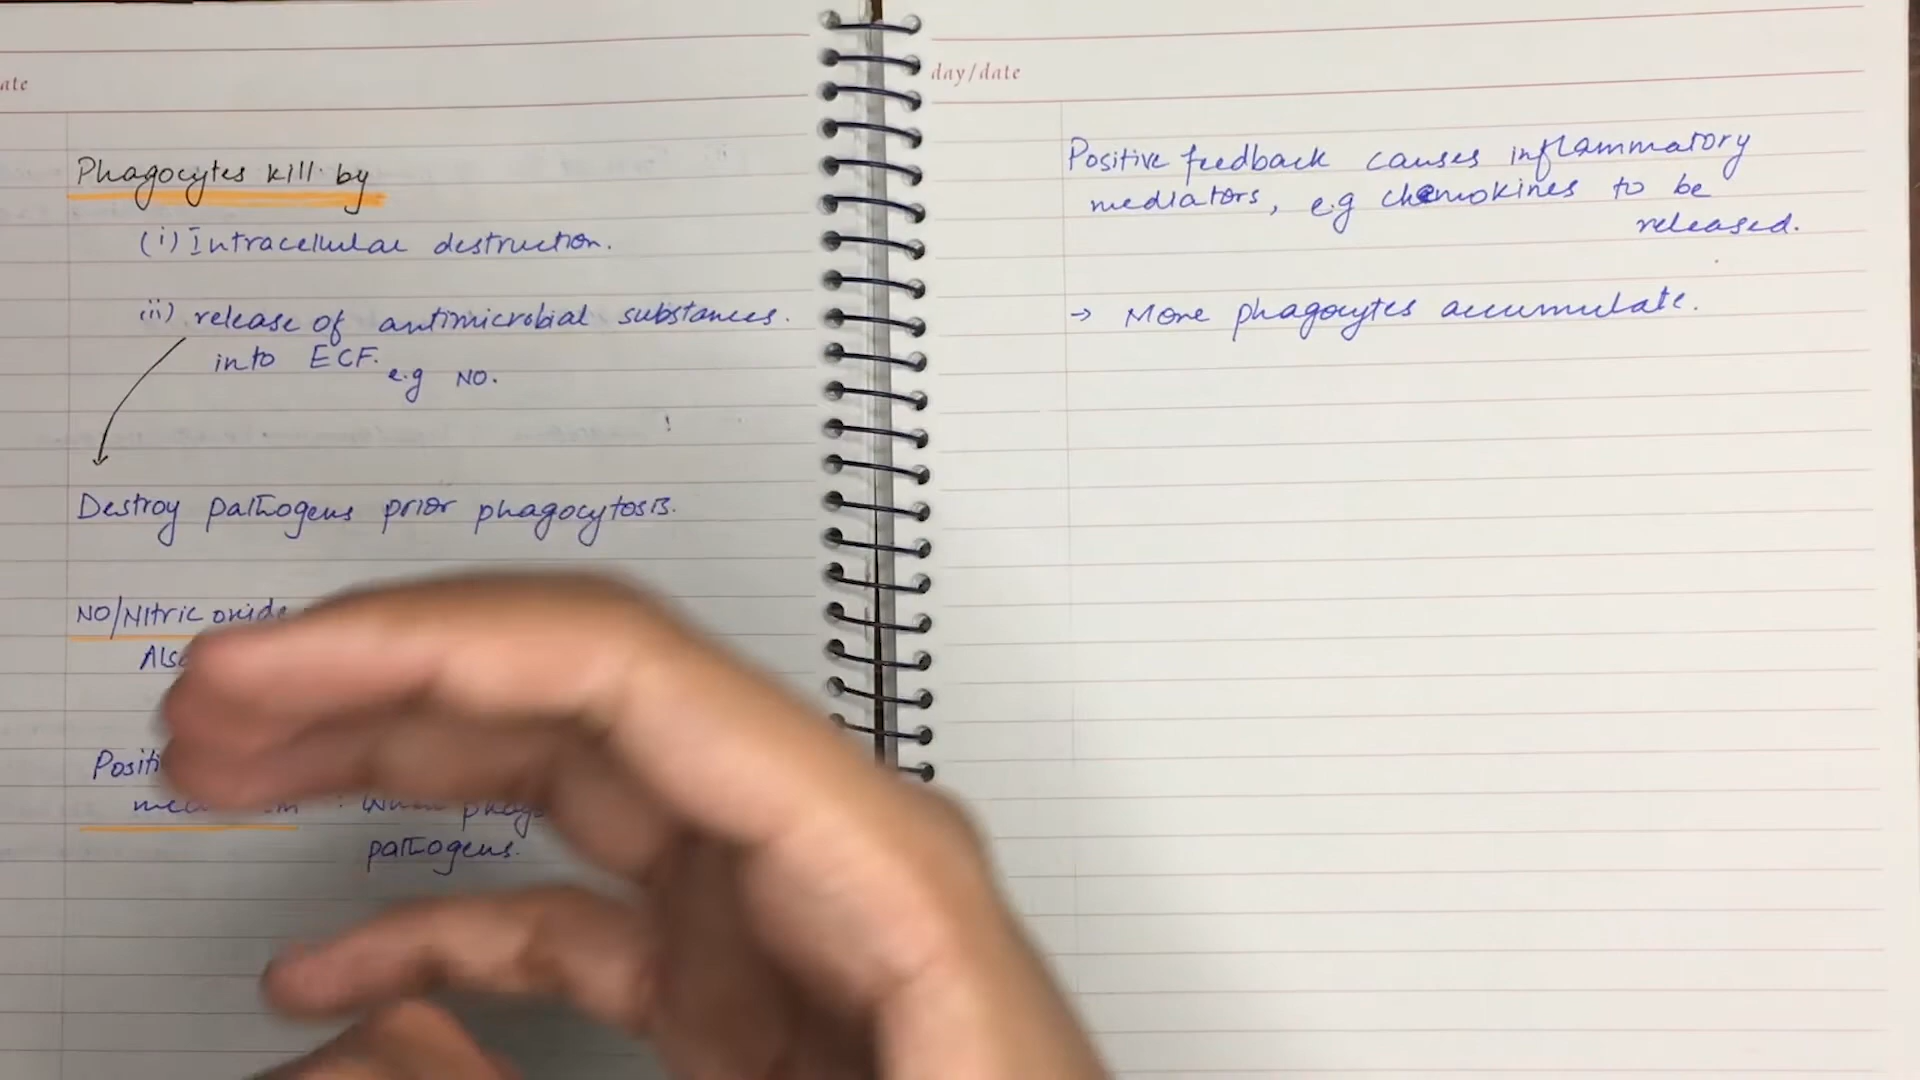 ate
Phagocytes kill by
(i) Intracellular destruction.
(ii) release of antimicrobial substances.
into ECF.
e.g NO.
Destroy pathogens prior phagocytosis.
NO/Nitric oxide
pathogens.
day/date
Positive feedback causes inflammatory
mediators, e.g chemokines to be
released.
→ More phagocytes accumulate.